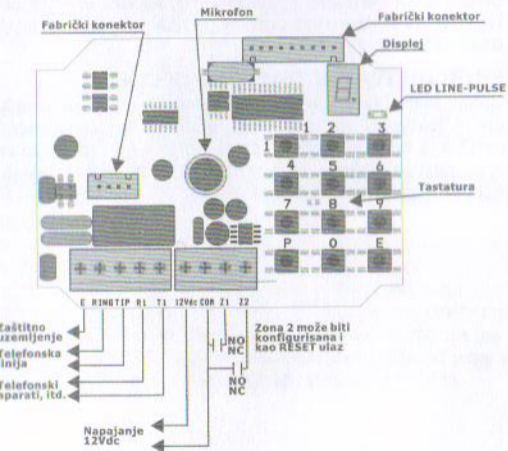 Fabrički konektor
Mikrofon
Fabrički konektor
Displej
LED LINE-PULSE
1 2 3
1
4 5 6
7 8 9
Tastatura
P O E
E RING TIP R1 T1 12Vdc COM Z1 Z2
Zaštitno
uzemljenje
Telefonska
linija
Telefonski
aparati, itd.
Napajanje
12Vdc
NO
NC
NO
NC
Zona 2 može biti
konfigurisana i
kao RESET ulaz